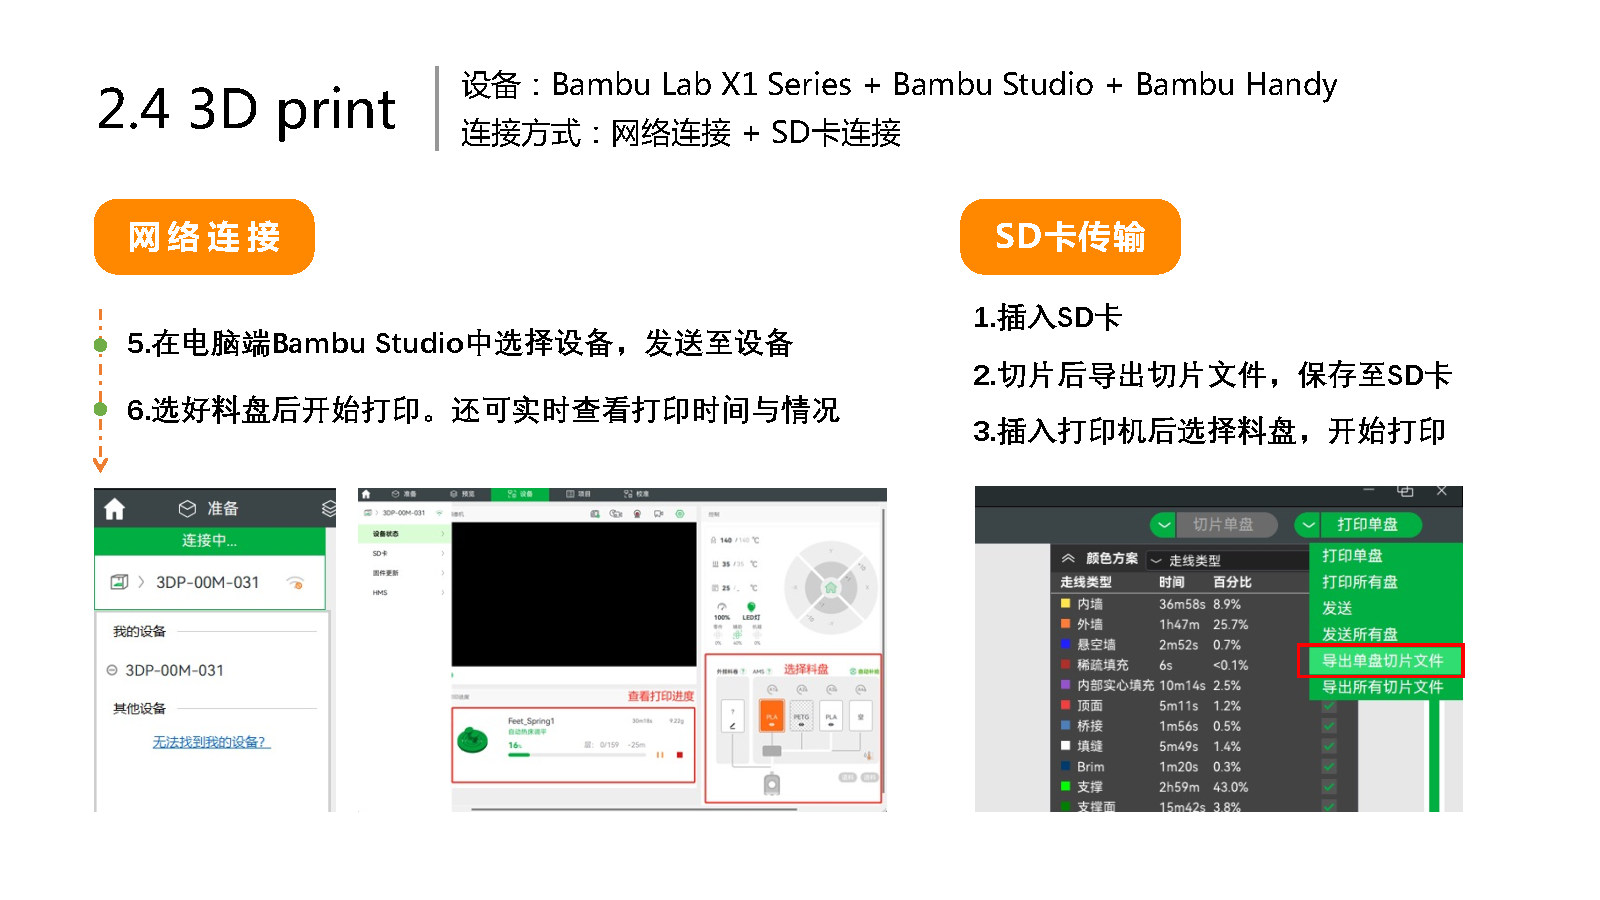 2.4 3D print
设备：Bambu Lab X1 Series + Bambu Studio + Bambu Handy
连接方式：网络连接 + SD卡连接
网络连接
5.在电脑端Bambu Studio中选择设备，发送至设备
6.选好料盘后开始打印。还可实时查看打印时间与情况
准备
连接中...
3DP-00M-031
我的设备
3DP-00M-031
其他设备
无法找到我的设备?
准备 预览 设备 项目 校准
3DP-00M-031
设备状态
SD卡
固件更新
HMS
控制
140 /140 ℃
35 /35 ℃
25 /_ ℃
100% LED灯
查看打印进度
Feet_Spring1 30m18s 9.22g
自动热床调平
16%
层: 0/159 -25m
选择料盘
AMS
PLA PETG PLA 空
SD卡传输
1.插入SD卡
2.切片后导出切片文件，保存至SD卡
3.插入打印机后选择料盘，开始打印
切片单盘 打印单盘
颜色方案 走线类型
走线类型 时间 百分比
内墙 36m58s 8.9%
外墙 1h47m 25.7%
悬空墙 2m52s 0.7%
稀疏填充 6s <0.1%
内部实心填充 10m14s 2.5%
顶面 5m11s 1.2%
桥接 1m56s 0.5%
填缝 5m49s 1.4%
Brim 1m20s 0.3%
支撑 2h59m 43.0%
支撑面 15m42s 3.8%
打印单盘
打印所有盘
发送
发送所有盘
导出单盘切片文件
导出所有切片文件